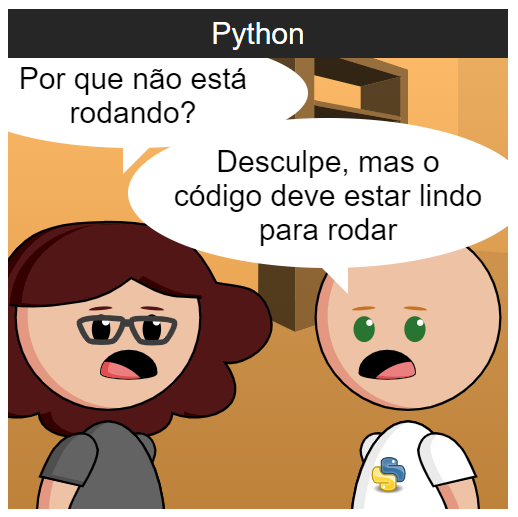 Python
Por que não está
rodando?
Desculpe, mas o
código deve estar lindo
para rodar